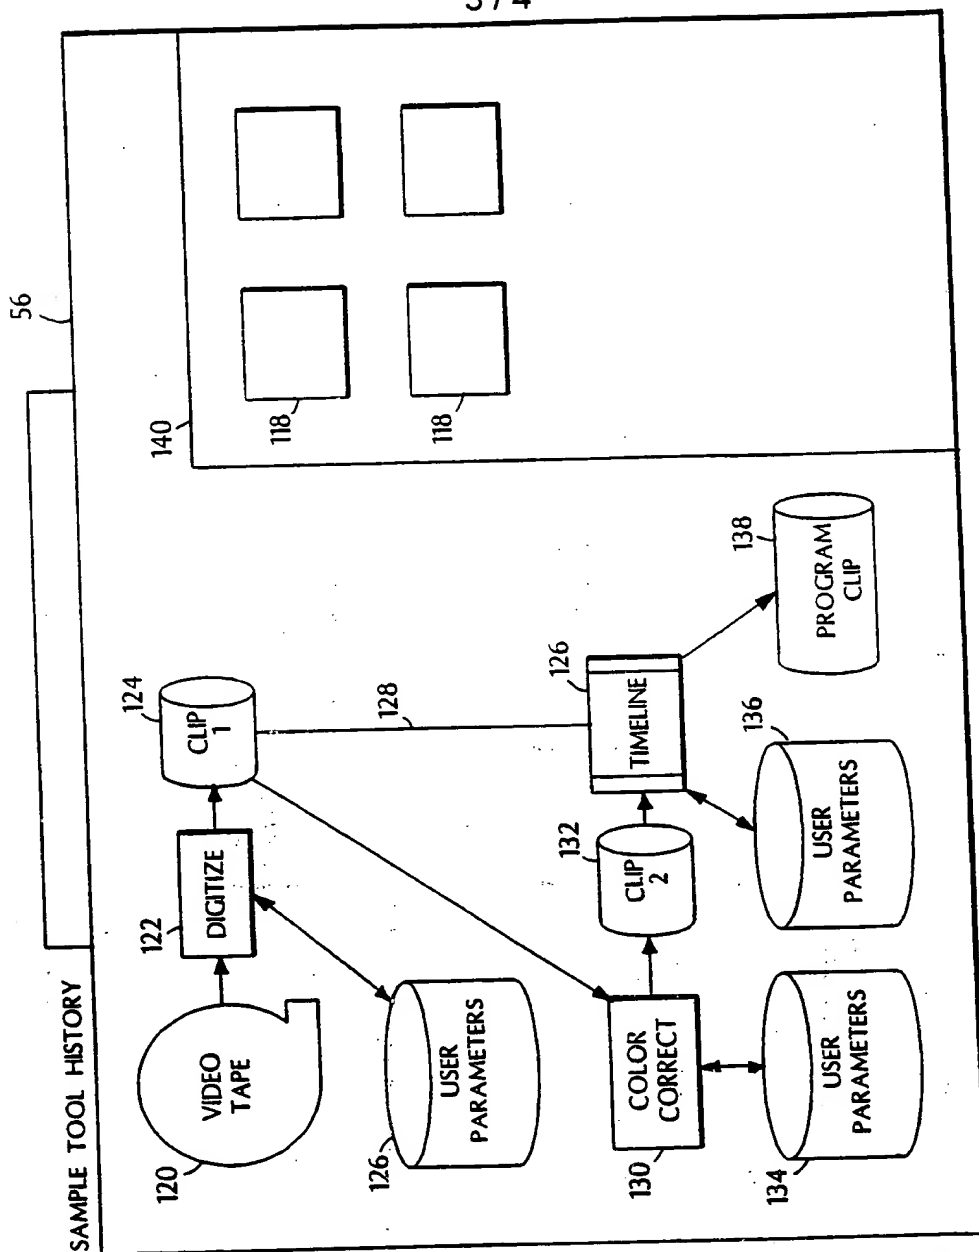 3 / 4
SAMPLE TOOL HISTORY
56
140
118
118
120
VIDEO
TAPE
122
DIGITIZE
124
CLIP
1
126
USER
PARAMETERS
128
130
COLOR
CORRECT
132
CLIP
2
126
TIMELINE
134
USER
PARAMETERS
136
USER
PARAMETERS
138
PROGRAM
CLIP